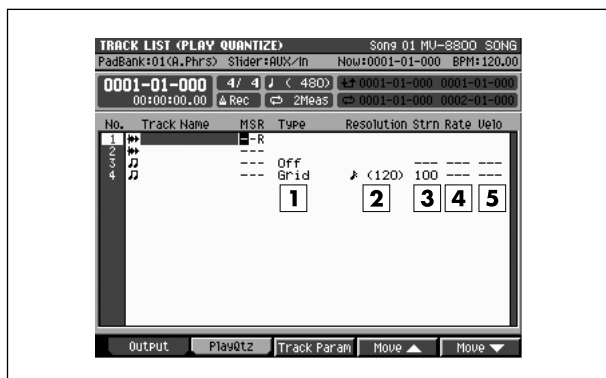 TRACK LIST (PLAY QUANTIZE) Song 01 MV-8800 SONG
PadBank:01(A.Phrs) Slider:AUX/In Now:0001-01-000 BPM:120.00
0001-01-000 4/ 4 ♩ ( 480) 0001-01-000 0001-01-000
00:00:00.00 Rec 2Meas 0001-01-000 0002-01-000
No. Track Name MSR Type Resolution Strn Rate Velo
1 --R
2 ---
3 --- Off --- --- ---
4 --- Grid (120) 100 --- ---
1 2 3 4 5
Output PlayQtz Track Param Move ▲ Move ▼